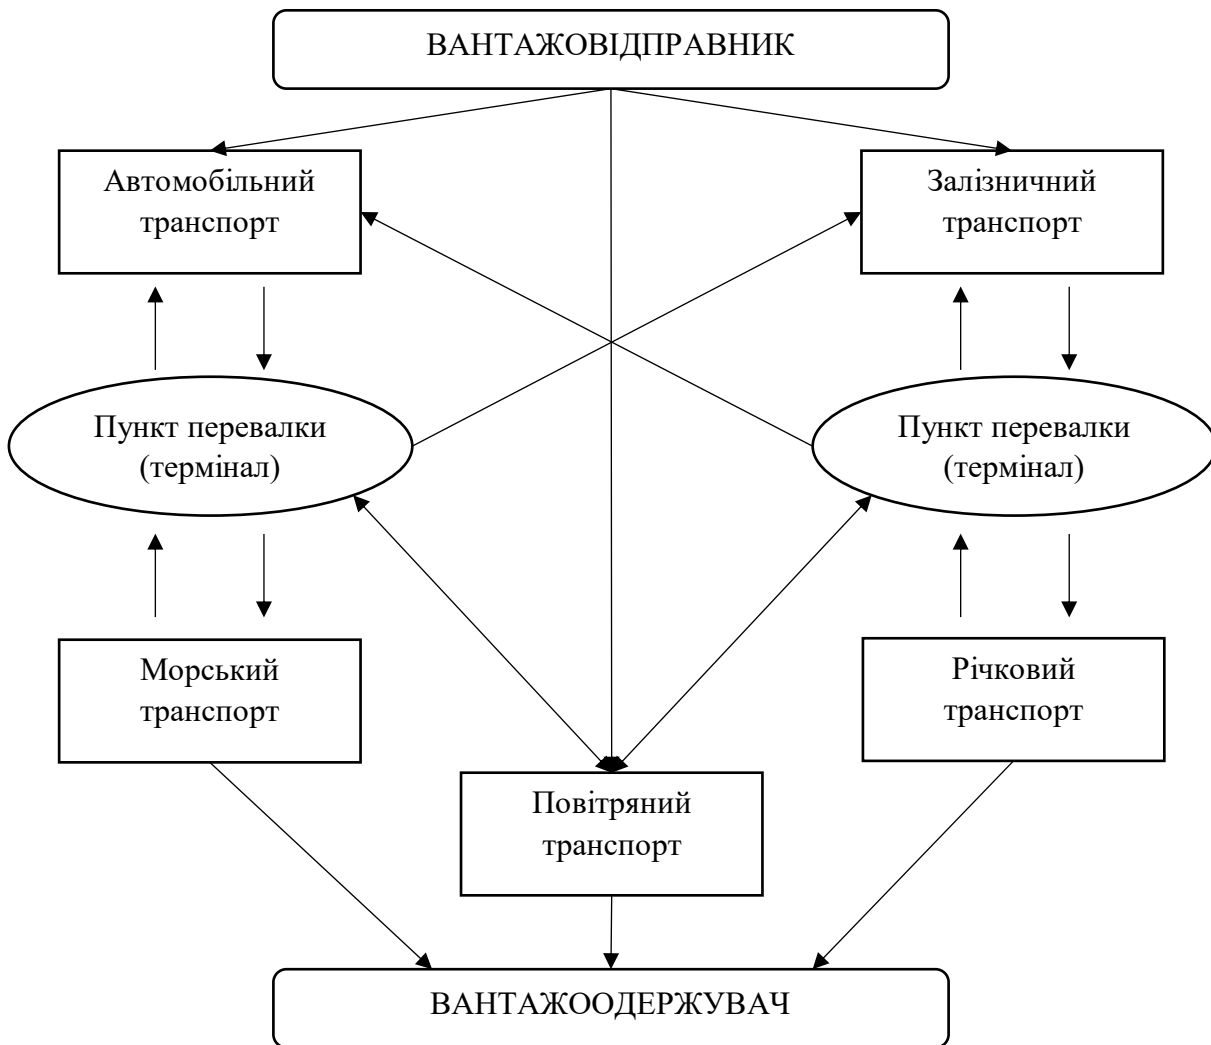 ВАНТАЖОВІДПРАВНИК
Автомобільний
транспорт
Залізничний
транспорт
Пункт перевалки
(термінал)
Пункт перевалки
(термінал)
Морський
транспорт
Річковий
транспорт
Повітряний
транспорт
ВАНТАЖООДЕРЖУВАЧ